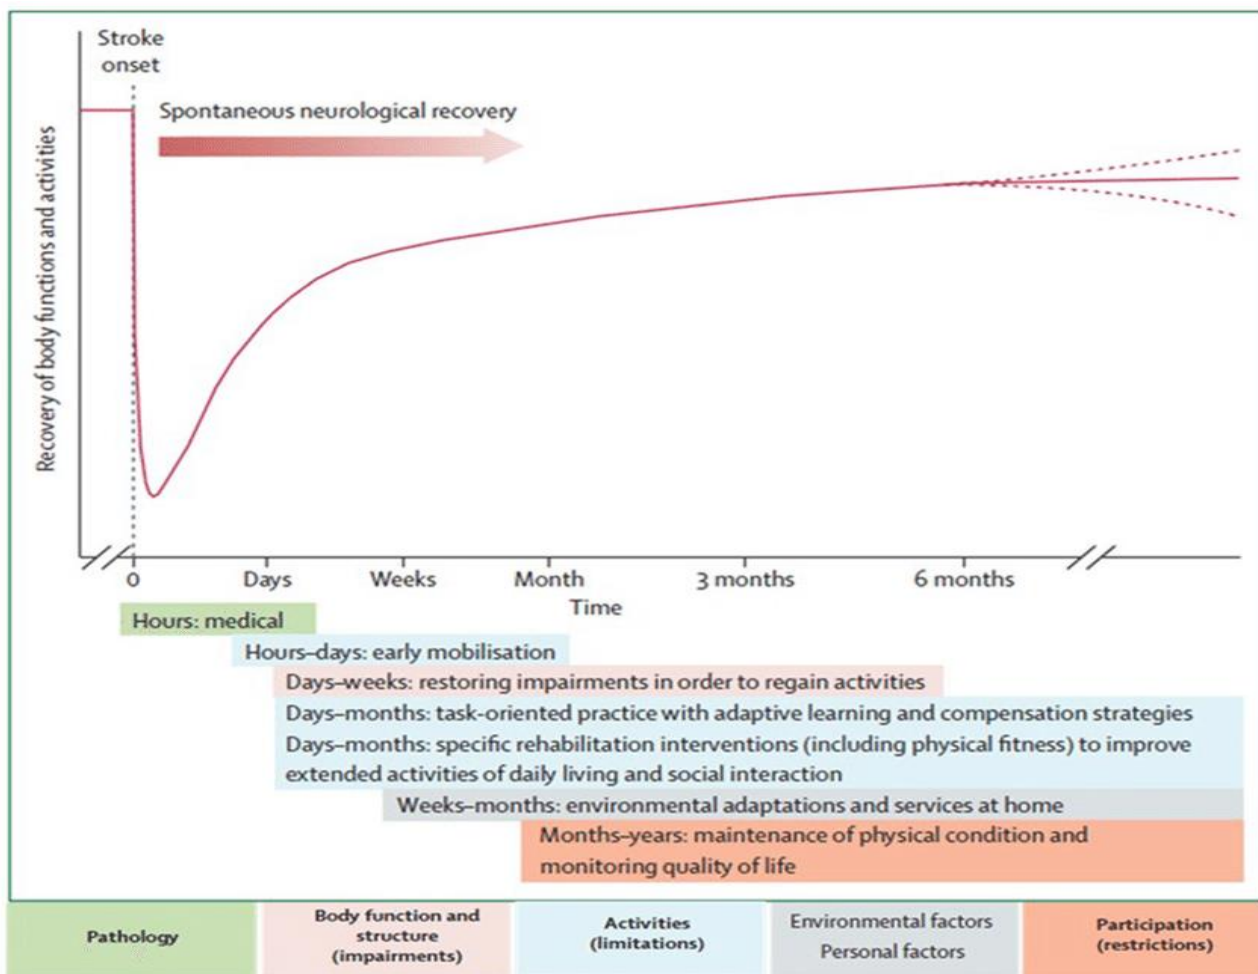 Stroke
onset
Spontaneous neurological recovery
Recovery of body functions and activities
0
Days
Weeks
Month
3 months
6 months
Time
Hours: medical
Hours–days: early mobilisation
Days–weeks: restoring impairments in order to regain activities
Days–months: task-oriented practice with adaptive learning and compensation strategies
Days–months: specific rehabilitation interventions (including physical fitness) to improve
extended activities of daily living and social interaction
Weeks–months: environmental adaptations and services at home
Months–years: maintenance of physical condition and
monitoring quality of life
Pathology
Body function and
structure
(impairments)
Activities
(limitations)
Environmental factors
Personal factors
Participation
(restrictions)